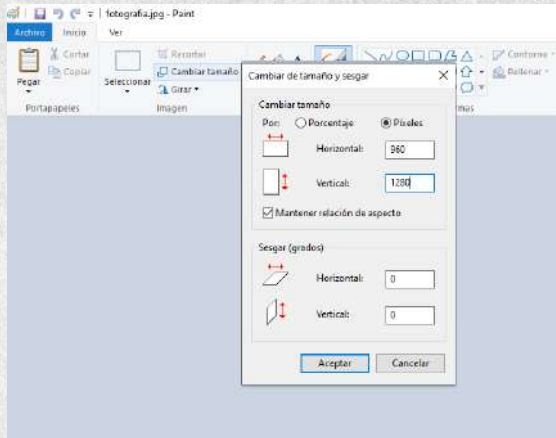 fotografia.jpg - Paint
Archivo Inicio Ver
Cortar
Copiar
Pegar
Portapapeles
Seleccionar
Recortar
Cambiar tamaño
Girar
Imagen
Contorno
Rellenar
mas
Cambiar de tamaño y sesgar
Cambiar tamaño
Por: Porcentaje Píxeles
Horizontal: 960
Vertical: 1280
Mantener relación de aspecto
Sesgar (grados)
Horizontal: 0
Vertical: 0
Aceptar Cancelar